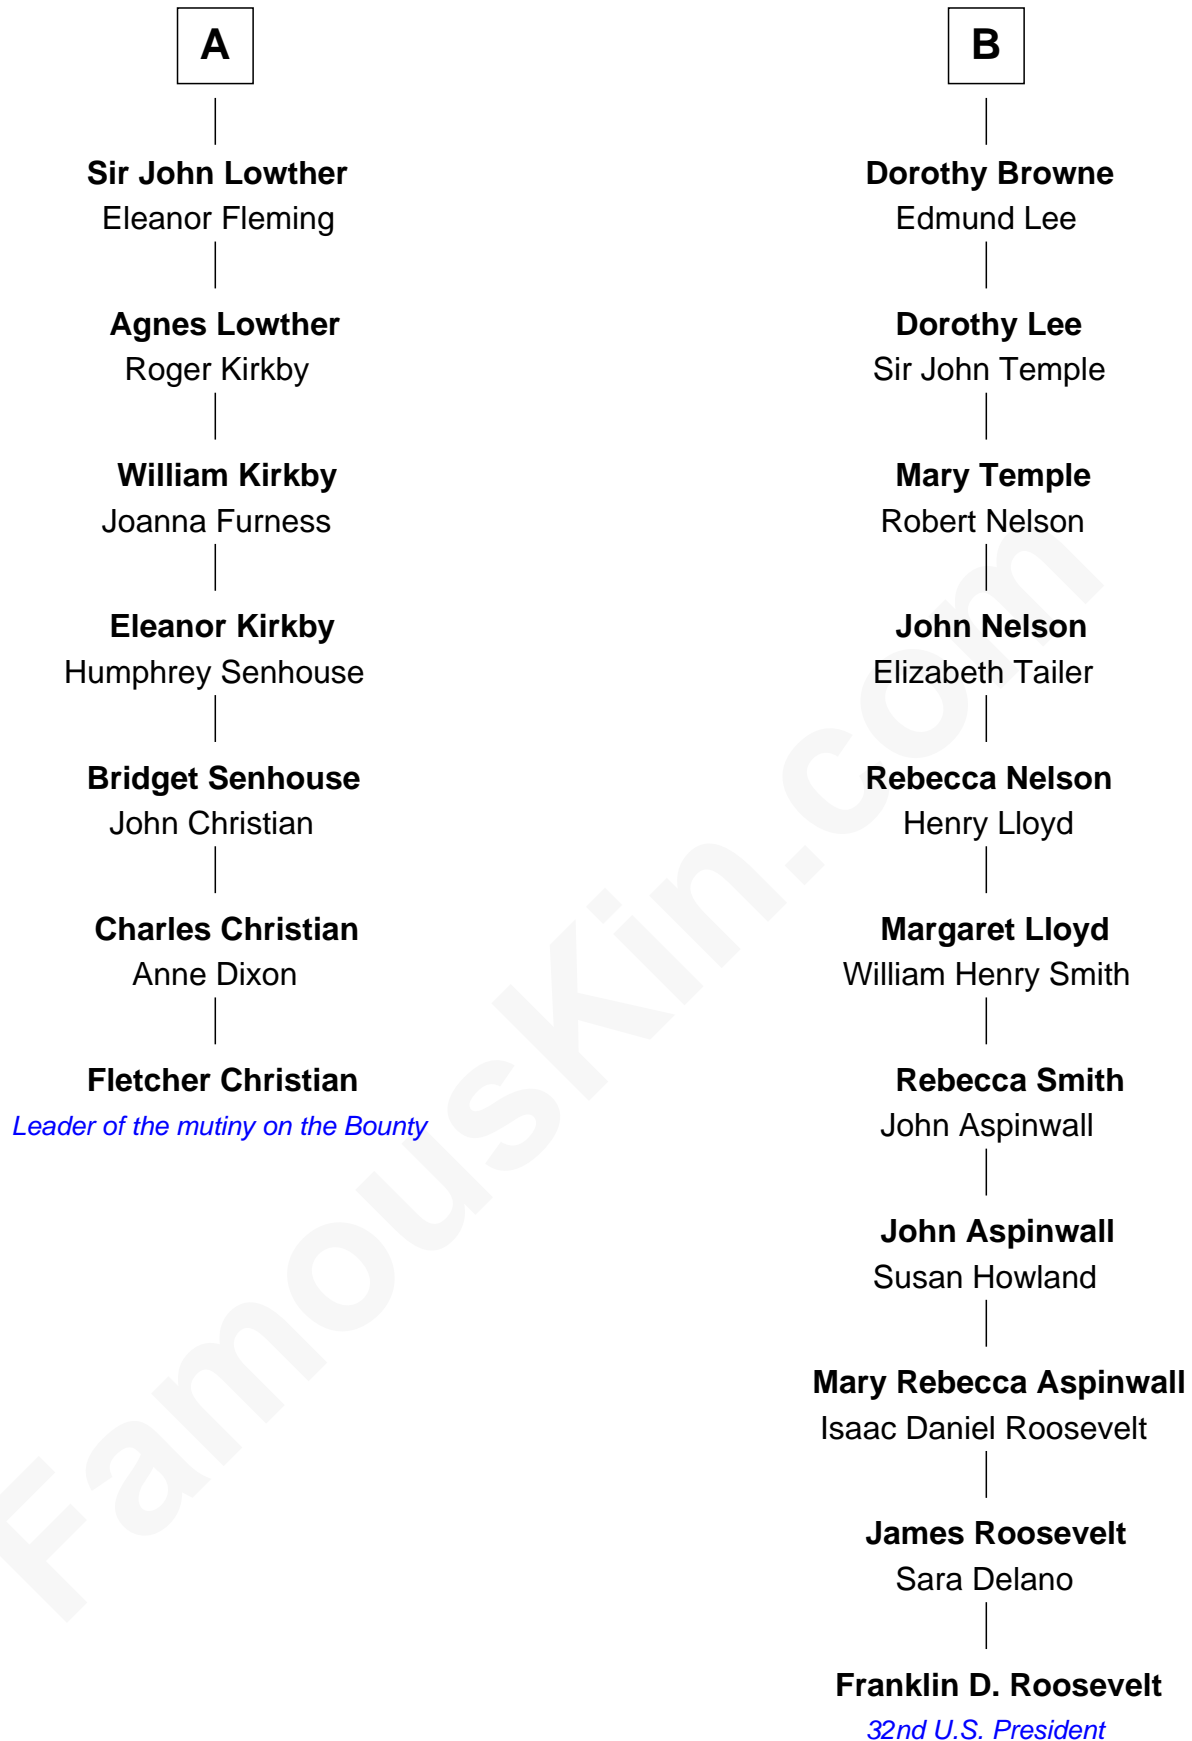 A
Sir John Lowther
Eleanor Fleming
Agnes Lowther
Roger Kirkby
William Kirkby
Joanna Furness
Eleanor Kirkby
Humphrey Senhouse
Bridget Senhouse
John Christian
Charles Christian
Anne Dixon
Fletcher Christian
Leader of the mutiny on the Bounty
B
Dorothy Browne
Edmund Lee
Dorothy Lee
Sir John Temple
Mary Temple
Robert Nelson
John Nelson
Elizabeth Tailer
Rebecca Nelson
Henry Lloyd
Margaret Lloyd
William Henry Smith
Rebecca Smith
John Aspinwall
John Aspinwall
Susan Howland
Mary Rebecca Aspinwall
Isaac Daniel Roosevelt
James Roosevelt
Sara Delano
Franklin D. Roosevelt
32nd U.S. President
FamousKin.com